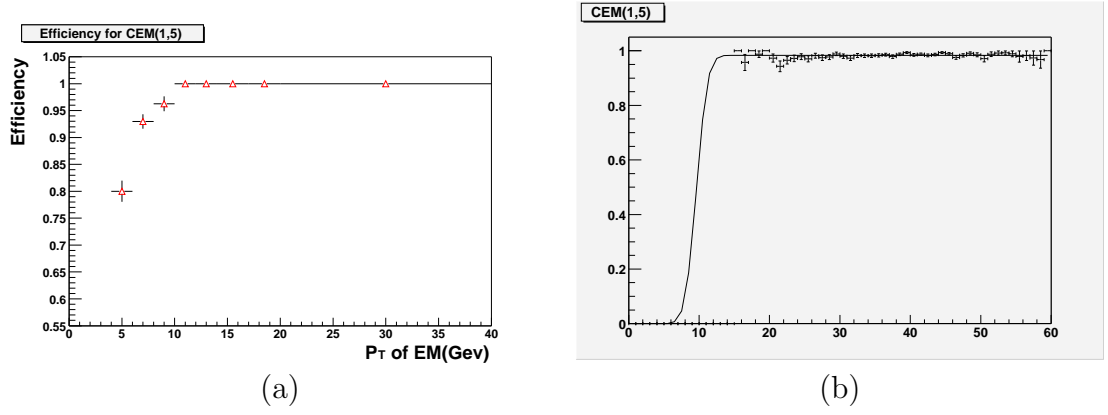 Efficiency for CEM(1,5)
Efficiency
1.05
1
0.95
0.9
0.85
0.8
0.75
0.7
0.65
0.6
0.55
0 5 10 15 20 25 30 35 40
PT of EM(Gev)
(a)
CEM(1,5)
1
0.8
0.6
0.4
0.2
0
0 10 20 30 40 50 60
(b)